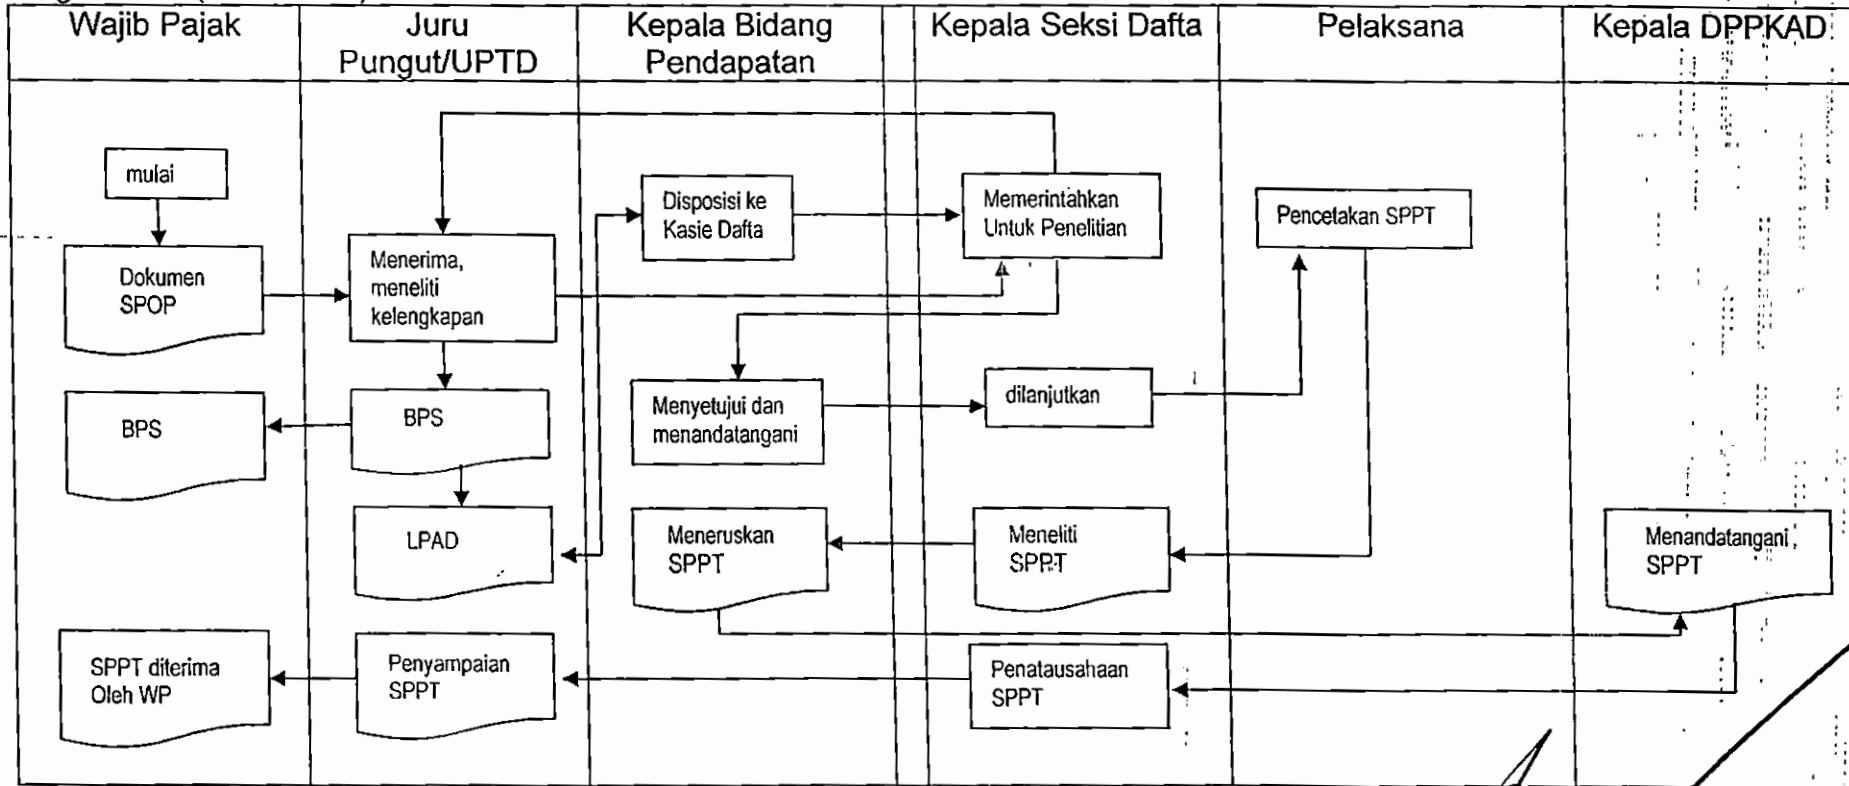 Wajib Pajak
Juru
Pungut/UPTD
Kepala Bidang
Pendapatan
Kepala Seksi Dafta
Pelaksana
Kepala DPPKAD
mulai
Dokumen
SPOP
Menerima,
meneliti
kelengkapan
Disposisi ke
Kasie Dafta
Memerintahkan
Untuk Penelitian
Pencetakan SPPT
BPS
BPS
Menyetujui dan
menandatangani
dilanjutkan
LPAD
Meneruskan
SPPT
Meneliti
SPPT
Menandatangani
SPPT
SPPT diterima
Oleh WP
Penyampaian
SPPT
Penatausahaan
SPPT